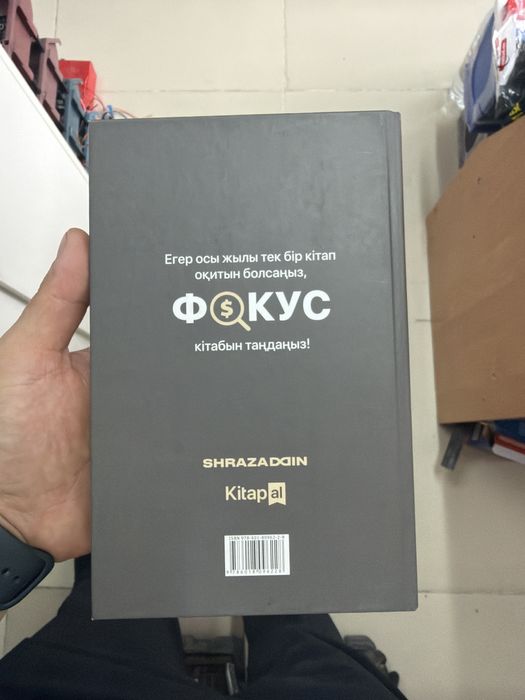 Егер осы жылы тек бір кітап
оқитын болсаңыз,
ФОКУС
кітабын таңдаңыз!
SHRAZADDIN
Kitapal